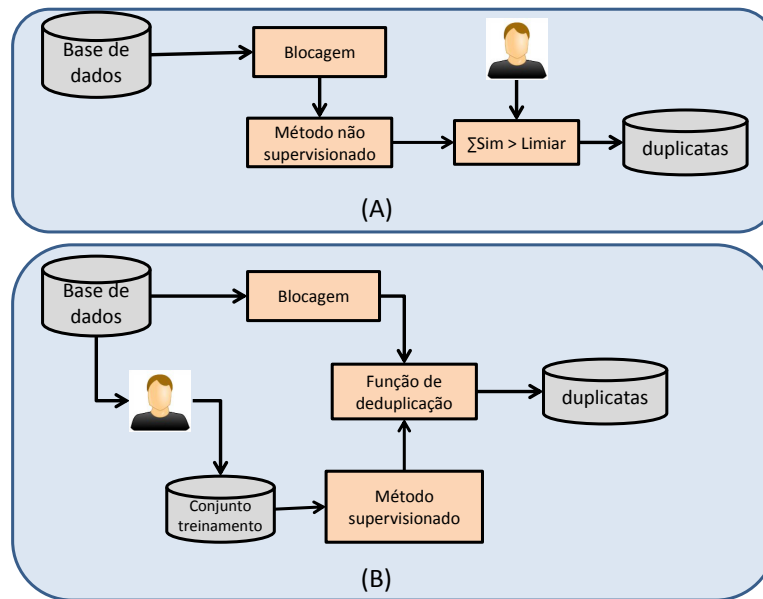 Base de
dados
Blocagem
Método não
supervisionado
∑Sim > Limiar
duplicatas
(A)
Base de
dados
Blocagem
Função de
deduplicação
duplicatas
Conjunto
treinamento
Método
supervisionado
(B)